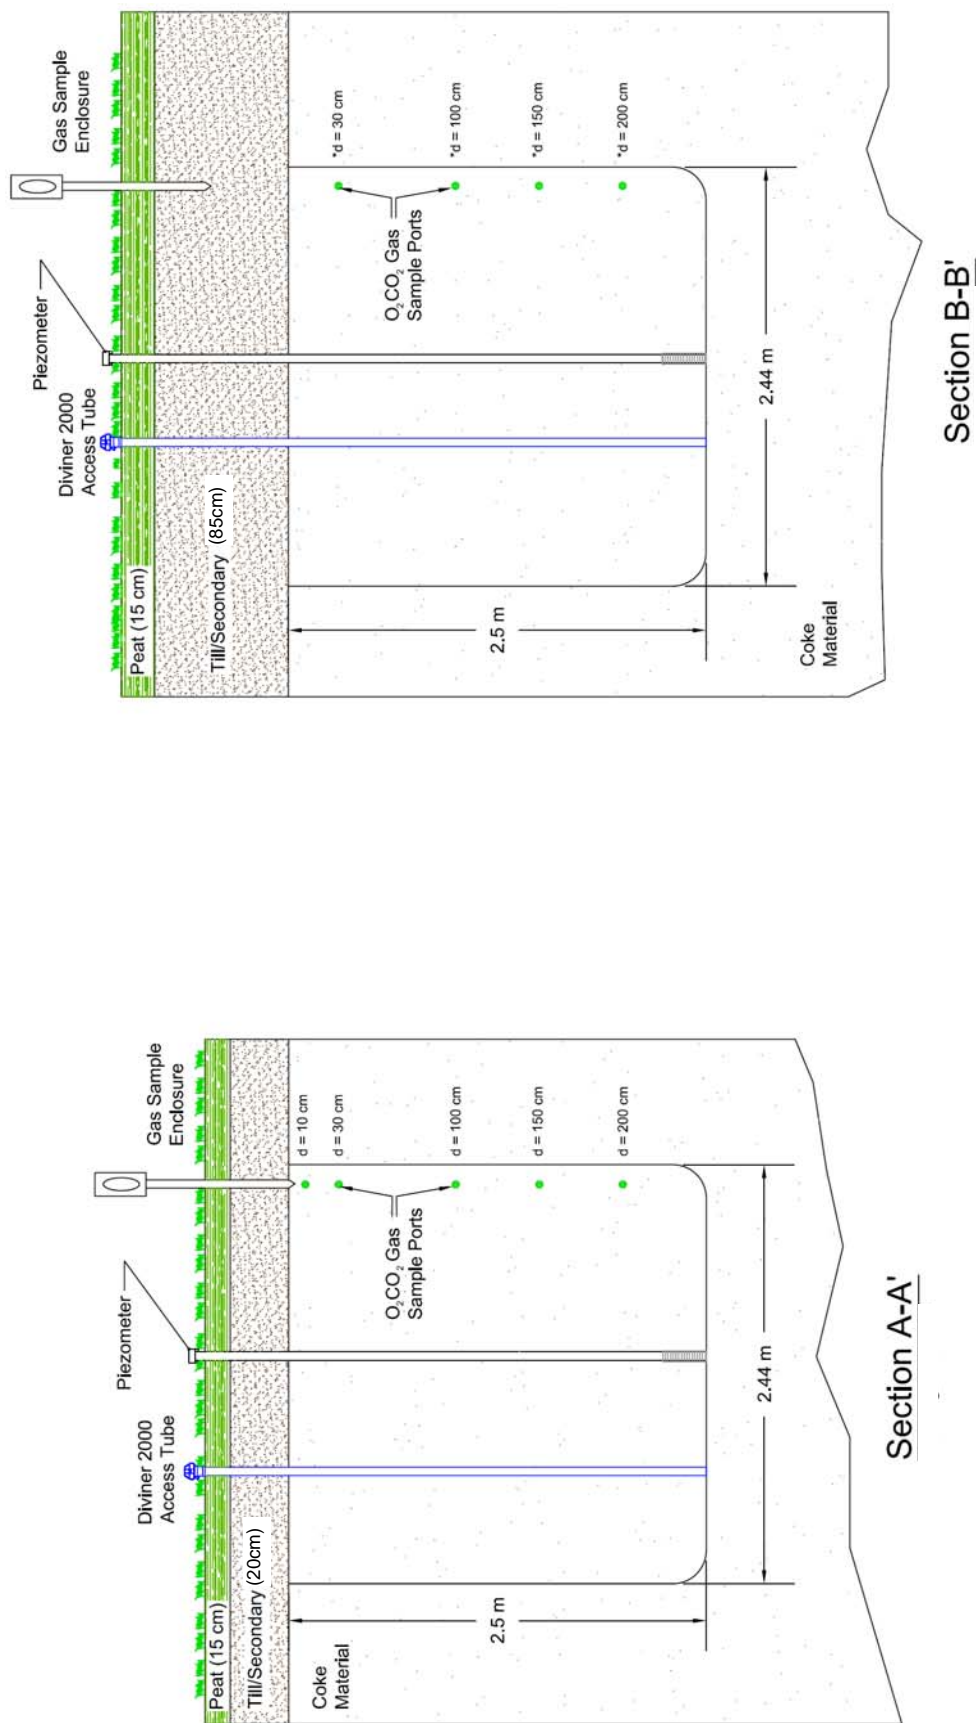 Diviner 2000
Access Tube
Piezometer
Gas Sample
Enclosure
Peat (15 cm)
Till/Secondary (20cm)
Coke
Material
d = 10 cm
d = 30 cm
O₂CO₂ Gas
Sample Ports
d = 100 cm
d = 150 cm
d = 200 cm
2.5 m
2.44 m
Section A-A'
Diviner 2000
Access Tube
Piezometer
Gas Sample
Enclosure
Peat (15 cm)
Till/Secondary (85cm)
*d = 30 cm
O₂CO₂ Gas
Sample Ports
*d = 100 cm
*d = 150 cm
*d = 200 cm
2.5 m
2.44 m
Coke
Material
Section B-B'